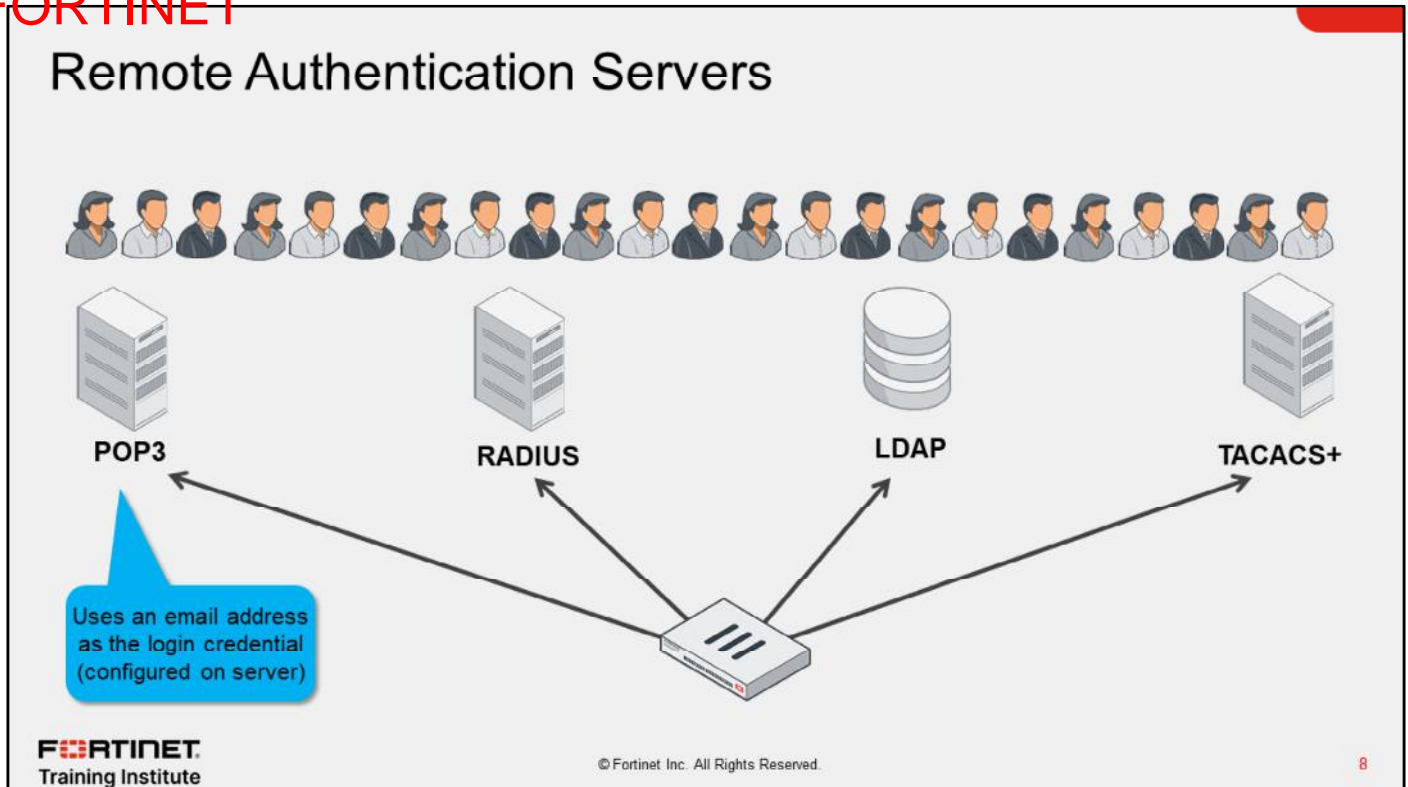 FORTINET
Remote Authentication Servers
POP3
RADIUS
LDAP
TACACS+
Uses an email address
as the login credential
(configured on server)
FORTINET
Training Institute
© Fortinet Inc. All Rights Reserved.
8